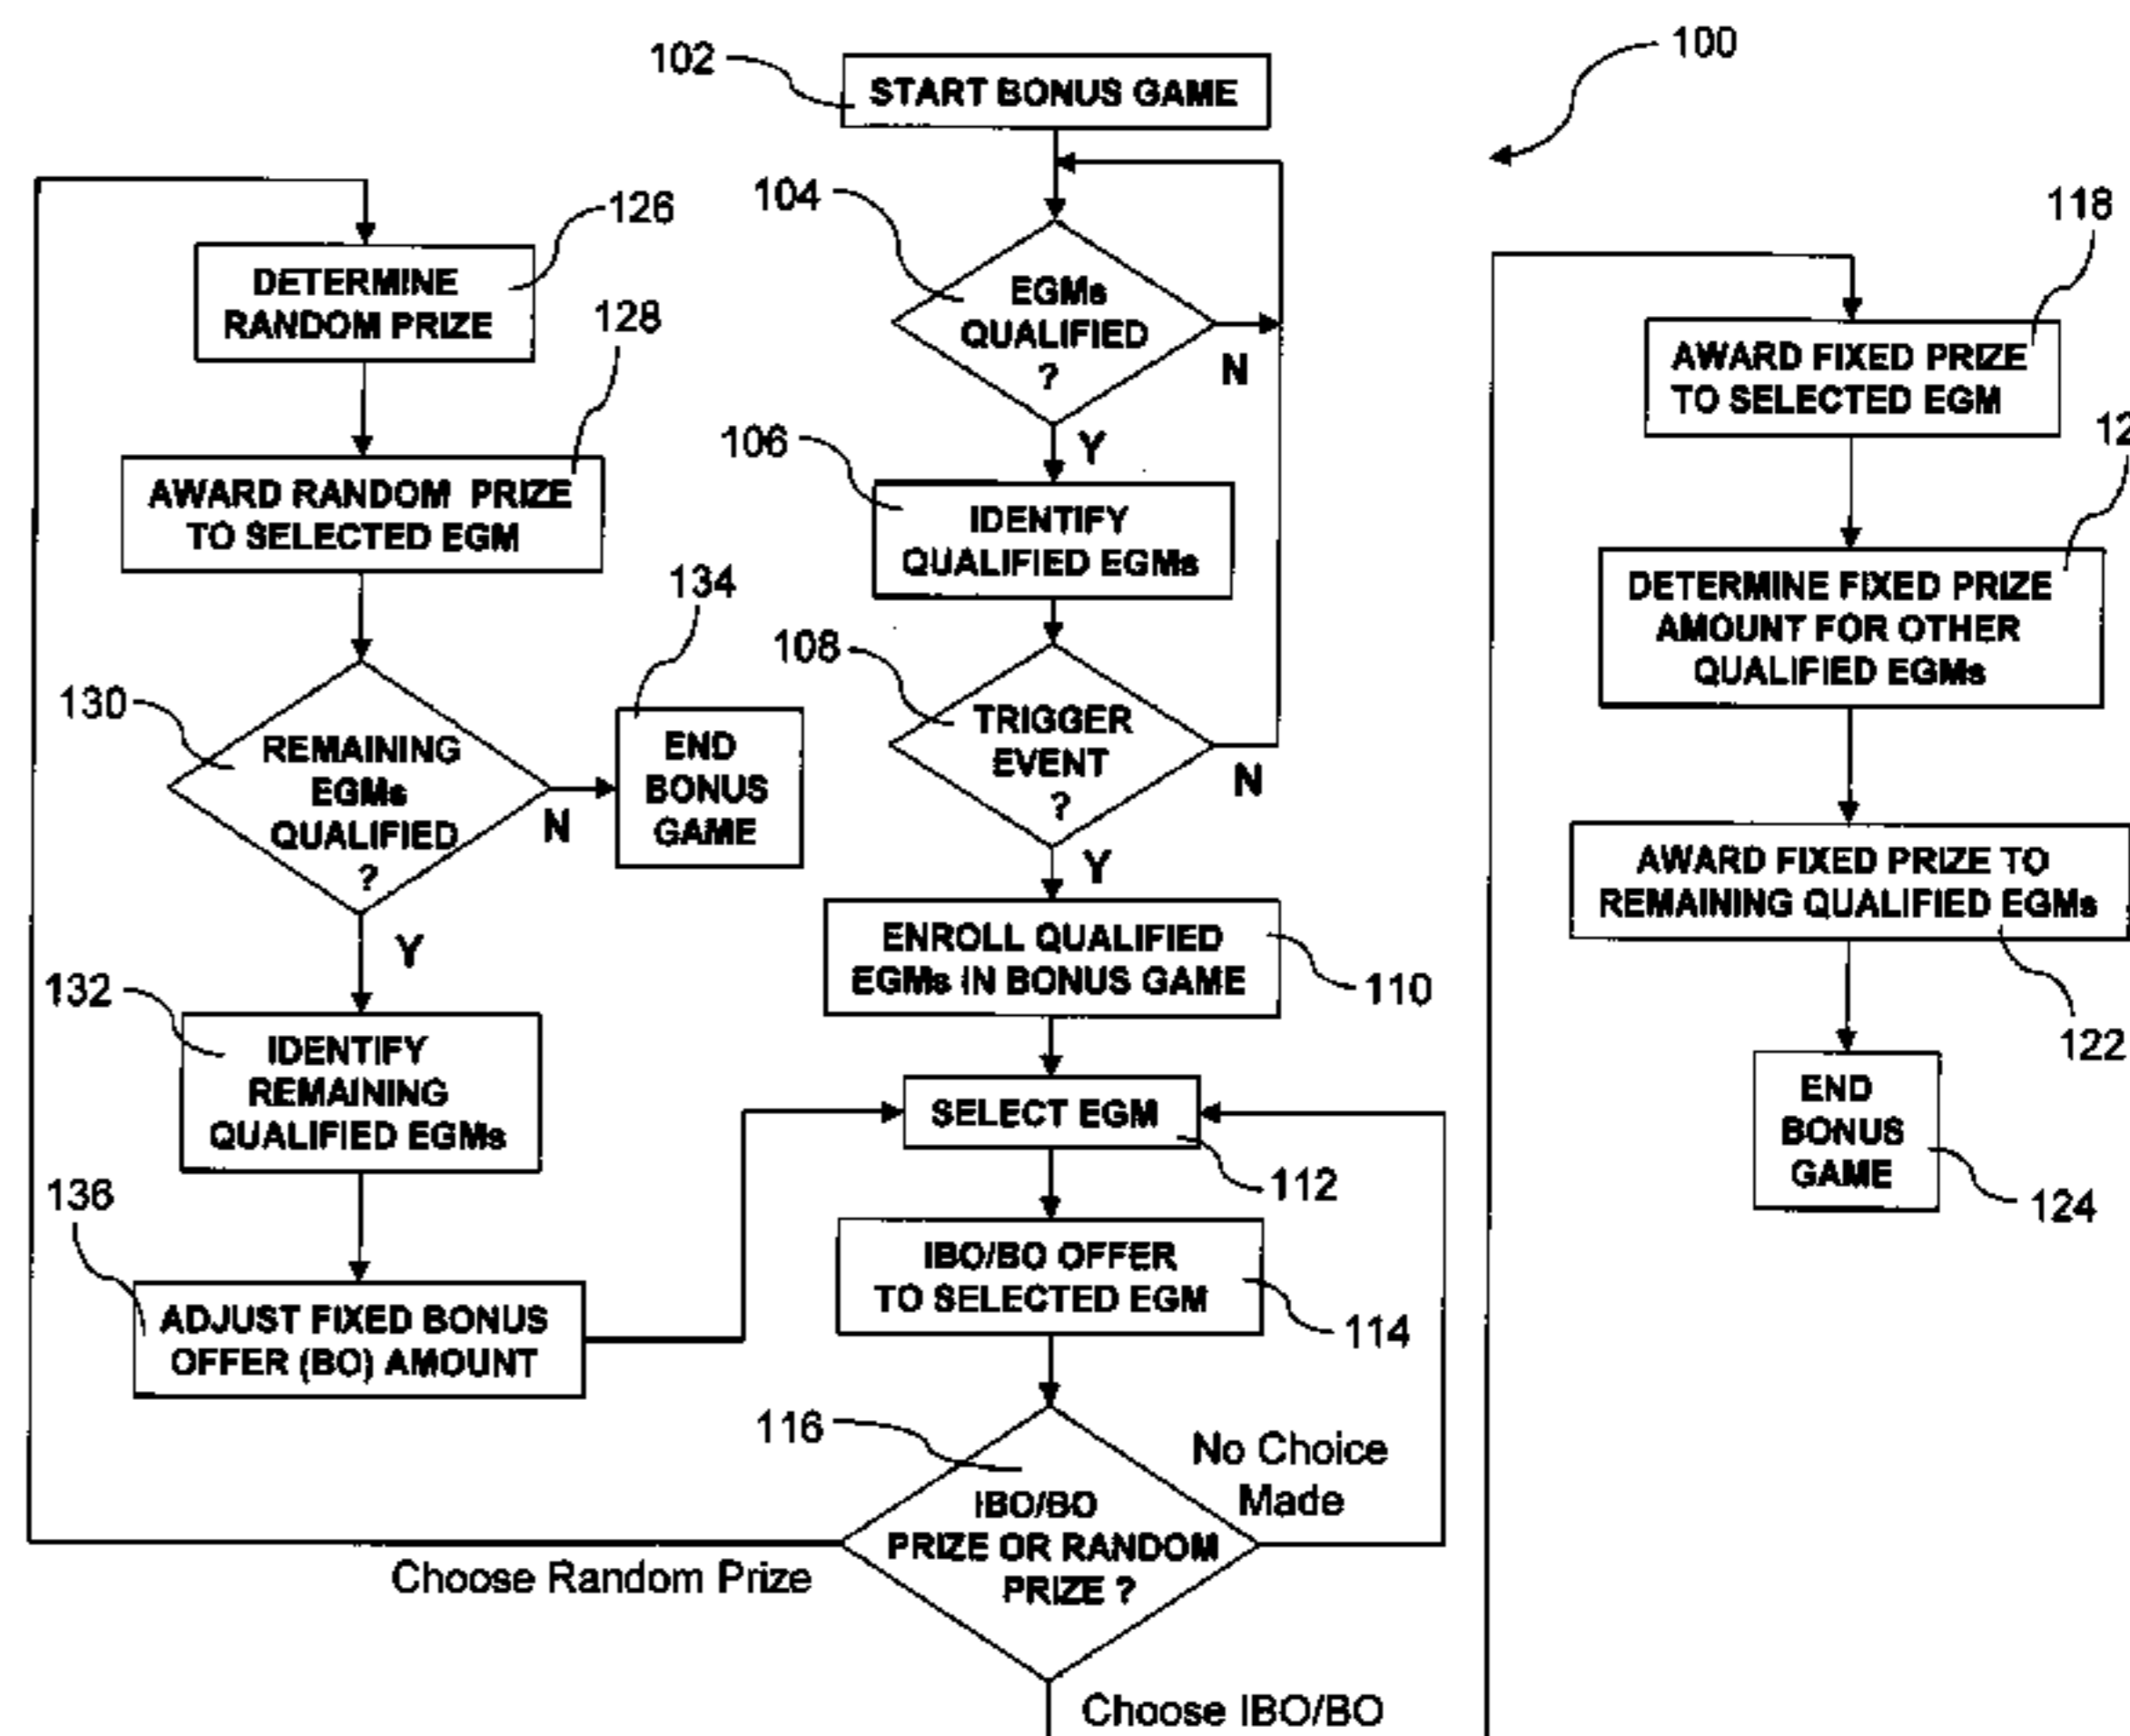 100
102
START BONUS GAME
104
EGMs
QUALIFIED
?
N
Y
106
IDENTIFY
QUALIFIED EGMs
108
TRIGGER
EVENT
?
N
Y
ENROLL QUALIFIED
EGMs IN BONUS GAME
110
SELECT EGM
112
IBO/BO OFFER
TO SELECTED EGM
114
116
IBO/BO
PRIZE OR RANDOM
PRIZE ?
No Choice
Made
Choose Random Prize
Choose IBO/BO
126
DETERMINE
RANDOM PRIZE
128
AWARD RANDOM PRIZE
TO SELECTED EGM
130
REMAINING
EGMs
QUALIFIED
?
N
134
END
BONUS
GAME
Y
132
IDENTIFY
REMAINING
QUALIFIED EGMs
136
ADJUST FIXED BONUS
OFFER (BO) AMOUNT
118
AWARD FIXED PRIZE
TO SELECTED EGM
DETERMINE FIXED PRIZE
AMOUNT FOR OTHER
QUALIFIED EGMs
AWARD FIXED PRIZE TO
REMAINING QUALIFIED EGMs
122
END
BONUS
GAME
124